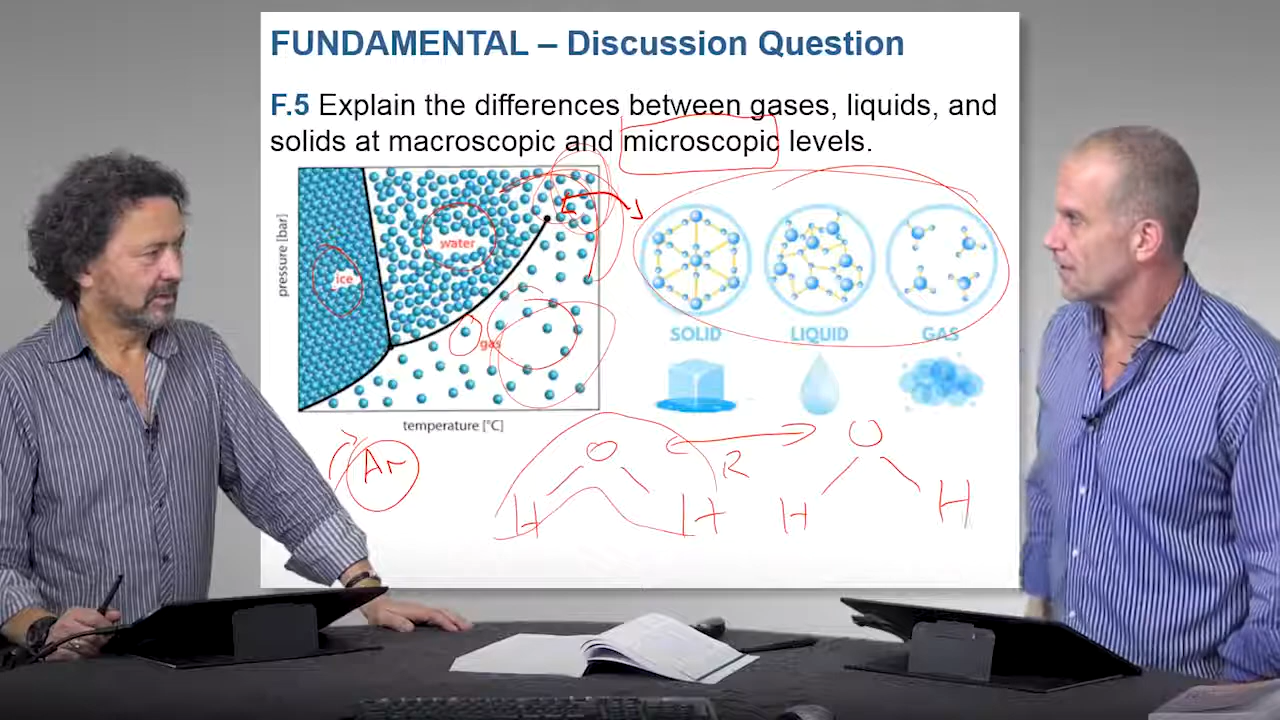 FUNDAMENTAL – Discussion Question
F.5 Explain the differences between gases, liquids, and
solids at macroscopic and microscopic levels.
pressure [bar]
ice
water
gas
temperature [°C]
SOLID
LIQUID
GAS
Ar
O
H
H
R
O
H
H